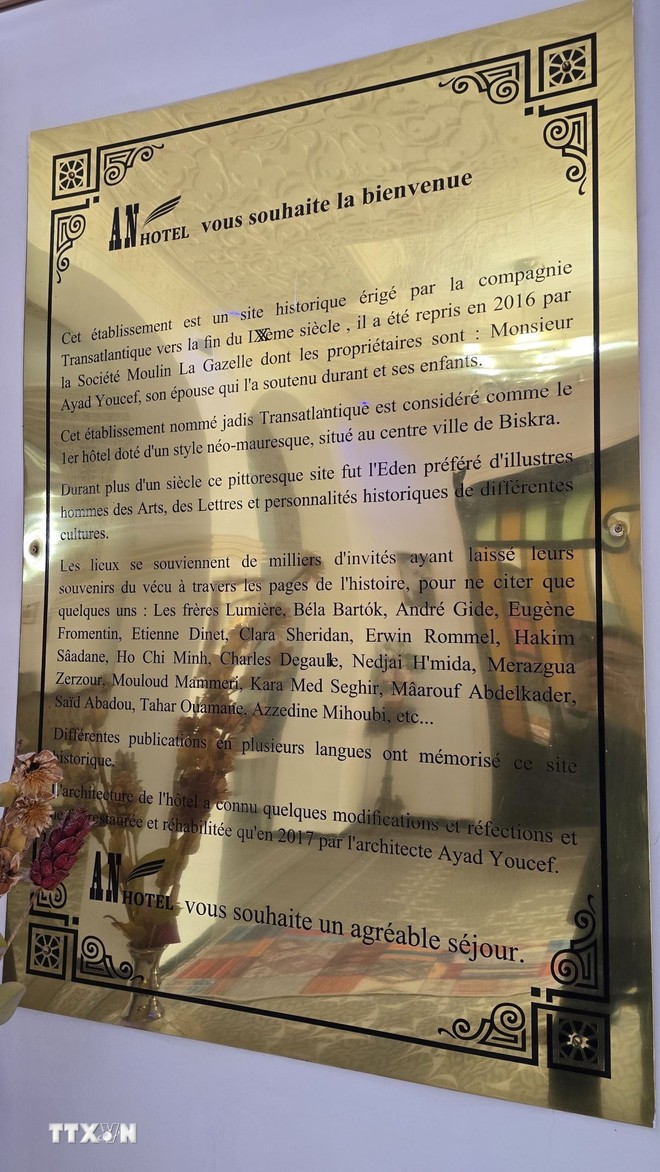 AN HOTEL vous souhaite la bienvenue
Cet établissement est un site historique érigé par la compagnie
Transatlantique vers la fin du IXXème siècle , il a été repris en 2016 par
la Société Moulin La Gazelle dont les propriétaires sont : Monsieur
Ayad Youcef, son épouse qui l'a soutenu durant et ses enfants.
Cet établissement nommé jadis Transatlantique est considéré comme le
1er hôtel doté d'un style néo-mauresque, situé au centre ville de Biskra.
Durant plus d'un siècle ce pittoresque site fut l'Eden préféré d'illustres
hommes des Arts, des Lettres et personnalités historiques de différentes
cultures.
Les lieux se souviennent de milliers d'invités ayant laissé leurs
souvenirs du vécu à travers les pages de l'histoire, pour ne citer que
quelques uns : Les frères Lumière, Béla Bartók, André Gide, Eugène
Fromentin, Etienne Dinet, Clara Sheridan, Erwin Rommel, Hakim
Sâadane, Ho Chi Minh, Charles Degaulle, Nedjai H'mida, Merazgua
Zerzour, Mouloud Mammeri, Kara Med Seghir, Mâarouf Abdelkader,
Saïd Abadou, Tahar Ouamane, Azzedine Mihoubi, etc...
Différentes publications en plusieurs langues ont mémorisé ce site
historique.
L'architecture de l'hôtel a connu quelques modifications et réfections et
restaurée et réhabilitée qu'en 2017 par l'architecte Ayad Youcef.
AN HOTEL vous souhaite un agréable séjour.
TTXVN